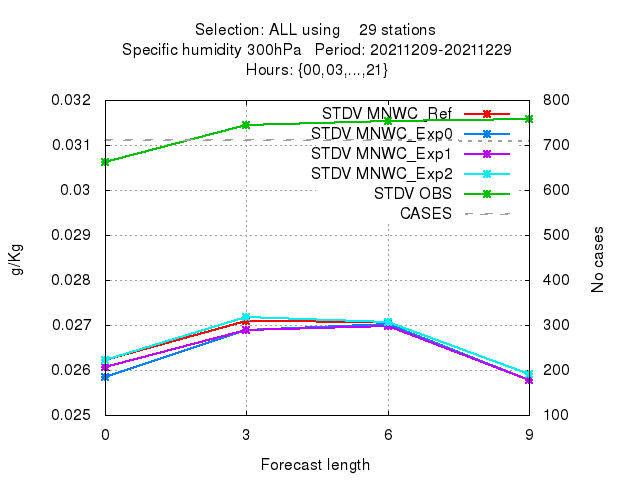 Selection: ALL using    29 stations
Specific humidity 300hPa   Period: 20211209-20211229
Hours: {00,03,...,21}
0.032
0.031
0.03
0.029
0.028
0.027
0.026
0.025
g/Kg
STDV MNWC_Ref
STDV MNWC_Exp0
STDV MNWC_Exp1
STDV MNWC_Exp2
STDV OBS
CASES
800
700
600
500
400
300
200
100
No cases
0 3 6 9
Forecast length